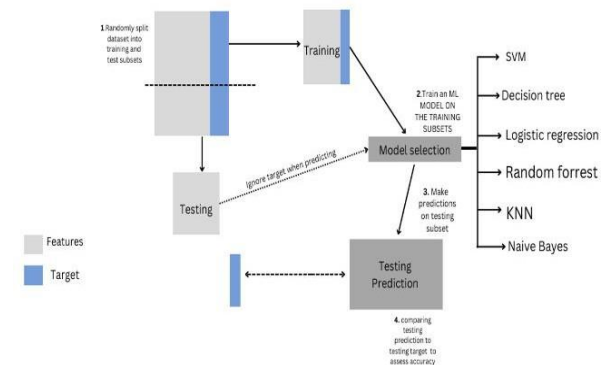 1 Randomly split
dataset into
training and
test subsets
Training
2.Train an ML
MODEL ON
THE TRAINING
SUBSETS
SVM
Decision tree
Logistic regression
Random forrest
KNN
Naive Bayes
Model selection
Ignore target when predicting
Testing
3. Make
predictions
on testing
subset
Features
Target
Testing
Prediction
4. comparing
testing
prediction to
testing target to
assess accuracy